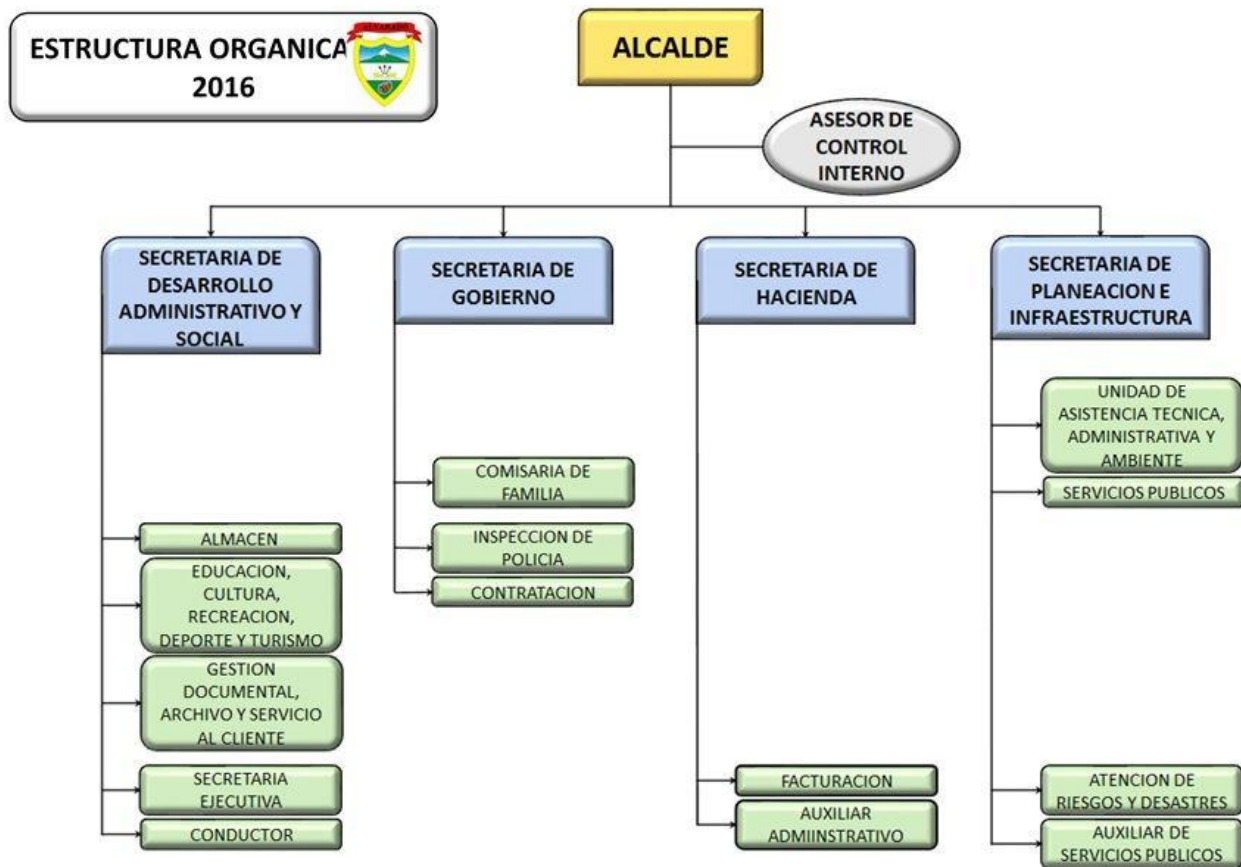 ESTRUCTURA ORGANICA
2016
ALVARADO
ALCALDE
ASESOR DE
CONTROL
INTERNO
SECRETARIA DE
DESARROLLO
ADMINISTRATIVO Y
SOCIAL
SECRETARIA DE
GOBIERNO
SECRETARIA DE
HACIENDA
SECRETARIA DE
PLANEACION E
INFRAESTRUCTURA
ALMACEN
EDUCACION,
CULTURA,
RECREACION,
DEPORTE Y TURISMO
GESTION
DOCUMENTAL,
ARCHIVO Y SERVICIO
AL CLIENTE
SECRETARIA
EJECUTIVA
CONDUCTOR
COMISARIA DE
FAMILIA
INSPECCION DE
POLICIA
CONTRATACION
FACTURACION
AUXILIAR
ADMIINSTRATIVO
UNIDAD DE
ASISTENCIA TECNICA,
ADMINISTRATIVA Y
AMBIENTE
SERVICIOS PUBLICOS
ATENCION DE
RIESGOS Y DESASTRES
AUXILIAR DE
SERVICIOS PUBLICOS